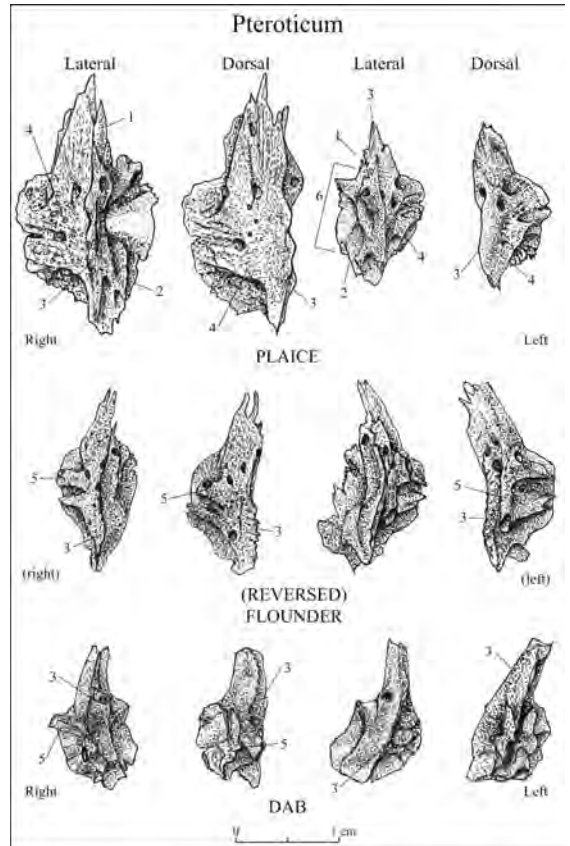 Pteroticum
Lateral Dorsal Lateral Dorsal
3
1
4
1
6
4
3
2
2
3
4
3
4
Right Left
PLAICE
5
5
5
3
3
3
(right) (left)
(REVERSED)
FLOUNDER
3
3
3
5
5
3
Right Left
DAB
0 1 cm